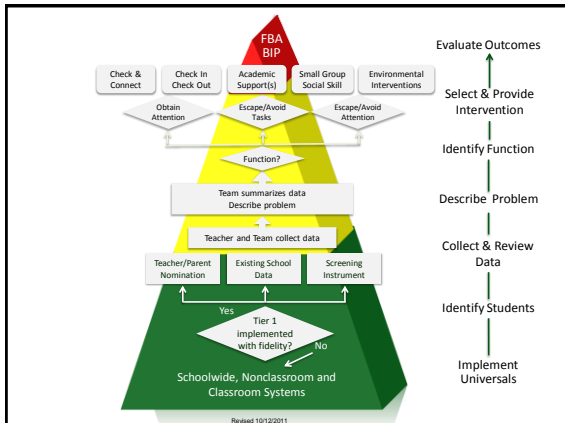 FBA
BIP
Check &
Connect
Check In
Check Out
Academic
Support(s)
Small Group
Social Skill
Environmental
Interventions
Obtain
Attention
Escape/Avoid
Tasks
Escape/Avoid
Attention
Function?
Team summarizes data
Describe problem
Teacher and Team collect data
Teacher/Parent
Nomination
Existing School
Data
Screening
Instrument
Yes
Tier 1
implemented
with fidelity?
No
Schoolwide, Nonclassroom and
Classroom Systems
Revised 10/12/2011
Evaluate Outcomes
Select & Provide
Intervention
Identify Function
Describe Problem
Collect & Review
Data
Identify Students
Implement
Universals